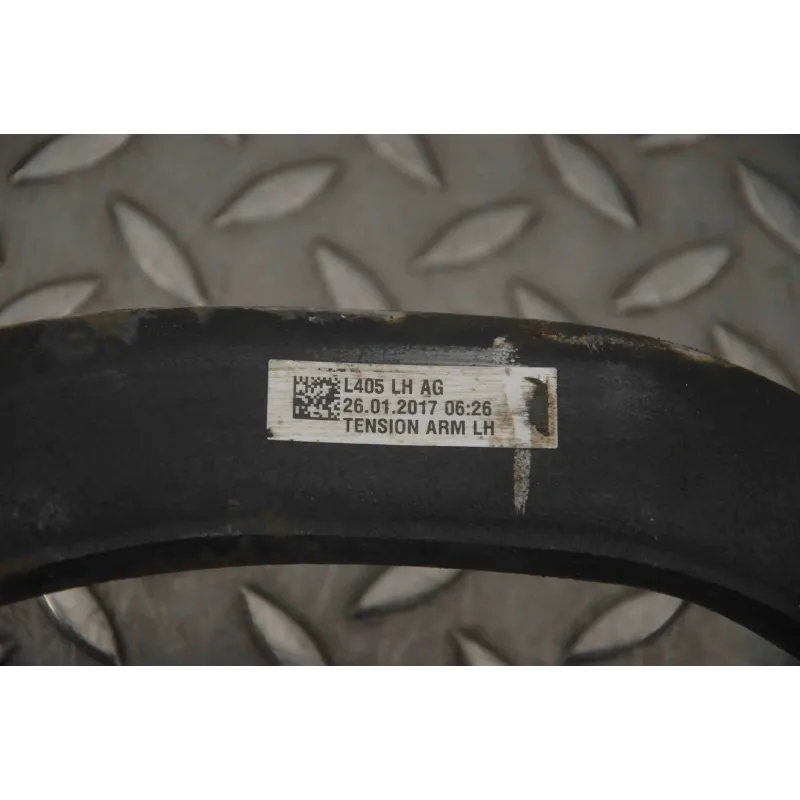 L405 LH AG
26.01.2017 06:26
TENSION ARM LH